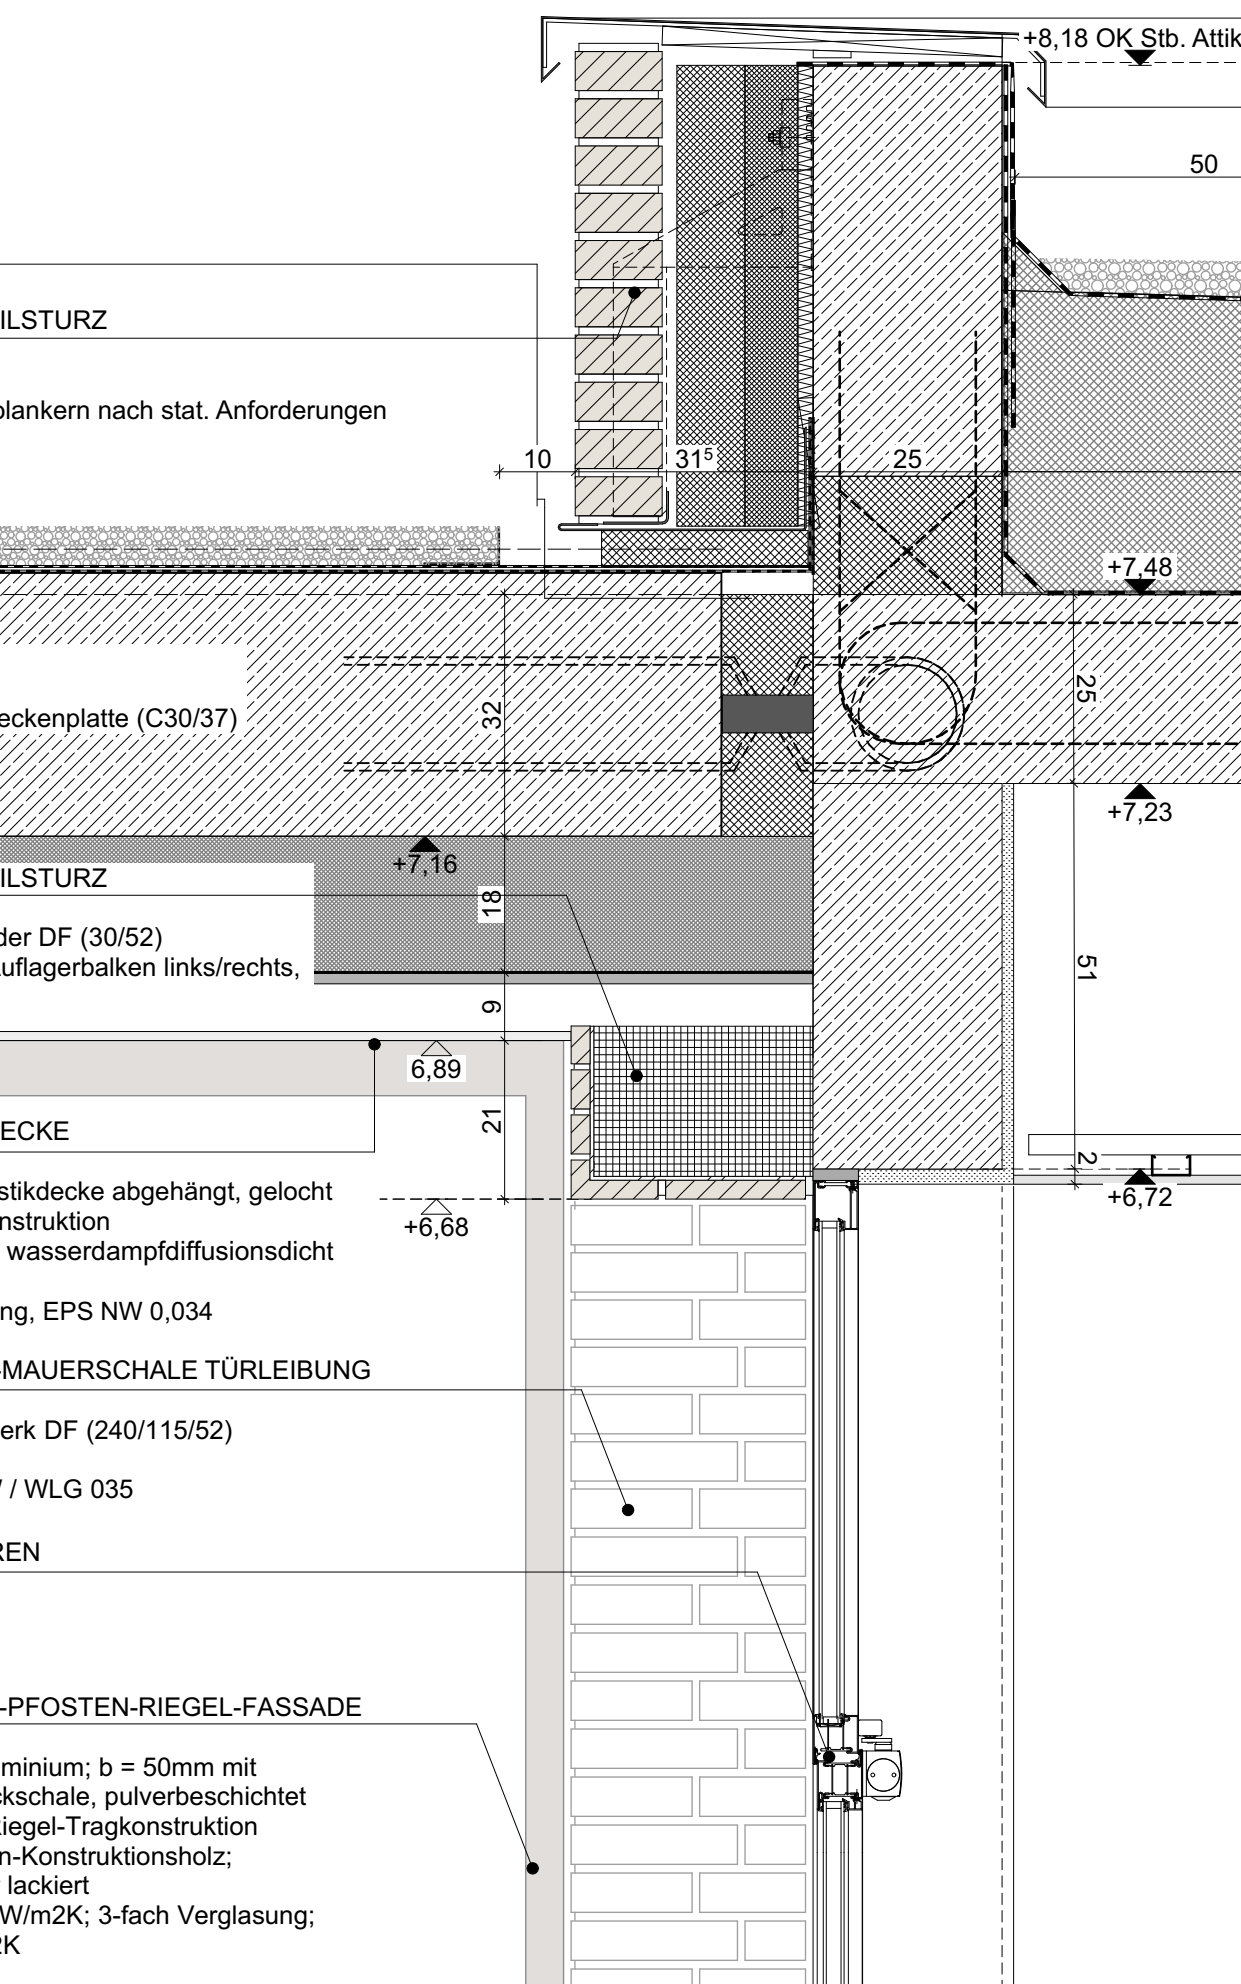 +8,18 OK Stb. Attik
50
ILSTURZ
plankern nach stat. Anforderungen
10
31⁵
25
+7,48
25
eckenplatte (C30/37)
32
+7,23
+7,16
ILSTURZ
18
der DF (30/52)
uflagerbalken links/rechts,
51
9
6,89
21
ECKE
2
stikdecke abgehängt, gelocht
nstruktion
wasserdampfdiffusionsdicht
+6,72
+6,68
ng, EPS NW 0,034
-MAUERSCHALE TÜRLEIBUNG
erk DF (240/115/52)
/ WLG 035
REN
-PFOSTEN-RIEGEL-FASSADE
minium; b = 50mm mit
ckschale, pulverbeschichtet
Riegel-Tragkonstruktion
n-Konstruktionsholz;
lackiert
W/m2K; 3-fach Verglasung;
2K